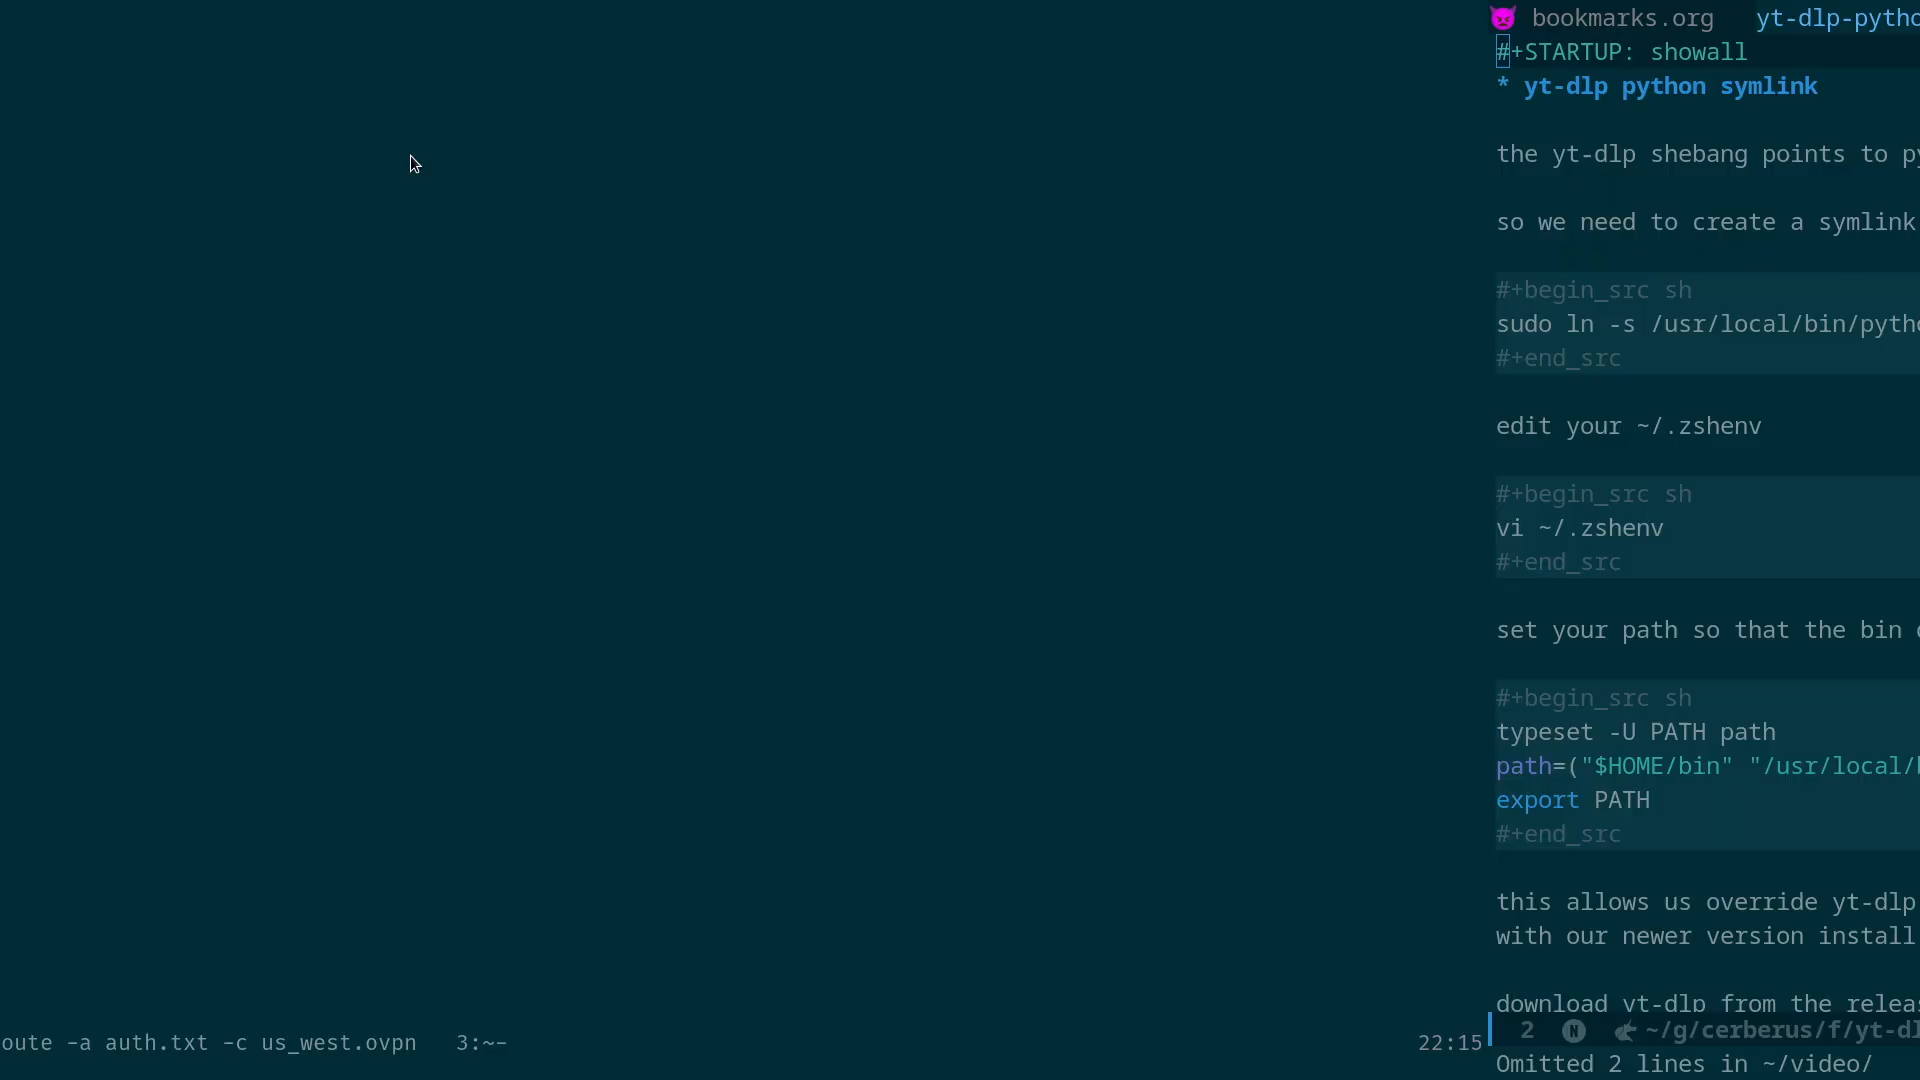 bookmarks.org yt-dlp-pytho
#+STARTUP: showall
* yt-dlp python symlink
the yt-dlp shebang points to py
so we need to create a symlink
#+begin_src sh
sudo ln -s /usr/local/bin/pytho
#+end_src
edit your ~/.zshenv
#+begin_src sh
vi ~/.zshenv
#+end_src
set your path so that the bin
#+begin_src sh
typeset -U PATH path
path=("$HOME/bin" "/usr/local/b
export PATH
#+end_src
this allows us override yt-dlp
with our newer version install
download yt-dlp from the releas
2 N ~/g/cerberus/f/yt-dl
Omitted 2 lines in ~/video/
oute -a auth.txt -c us_west.ovpn 3:~- 22:15